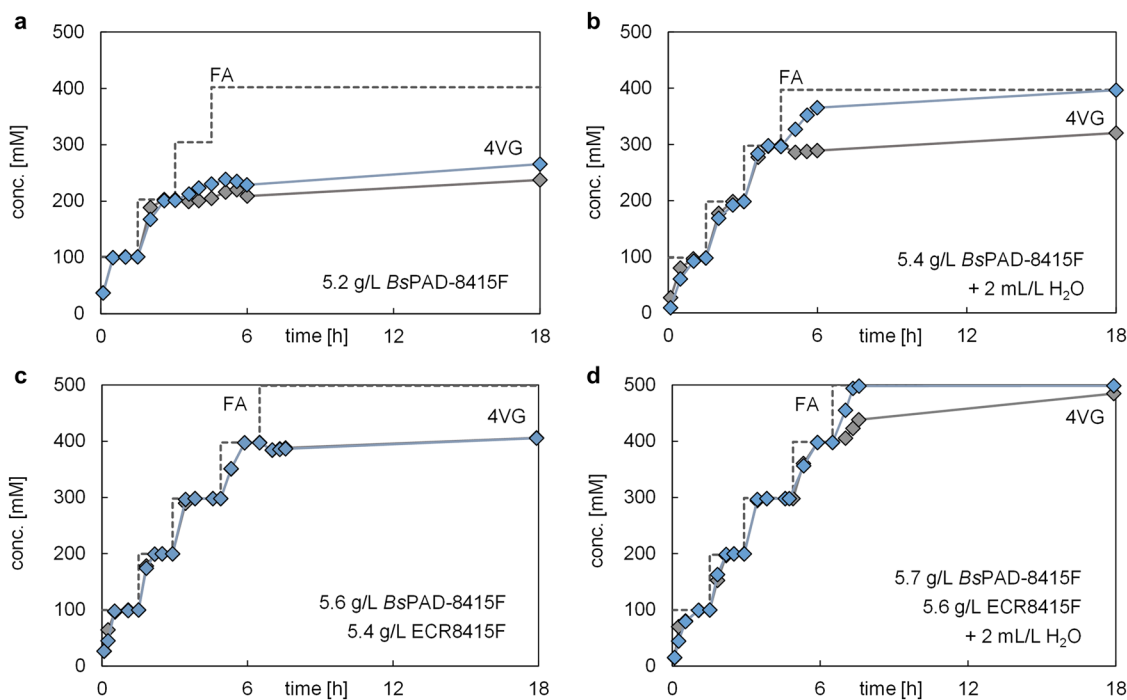 a
500
400
300
200
100
0
conc. [mM]
FA
4VG
5.2 g/L BsPAD-8415F
0
6
time [h]
12
18
b
500
400
300
200
100
0
conc. [mM]
FA
4VG
5.4 g/L BsPAD-8415F
+ 2 mL/L H₂O
0
6
time [h]
12
18
c
500
400
300
200
100
0
conc. [mM]
FA
4VG
5.6 g/L BsPAD-8415F
5.4 g/L ECR8415F
0
time [h]
6
12
18
d
500
400
300
200
100
0
conc. [mM]
FA
4VG
5.7 g/L BsPAD-8415F
5.6 g/L ECR8415F
+ 2 mL/L H₂O
0
time [h]
6
12
18